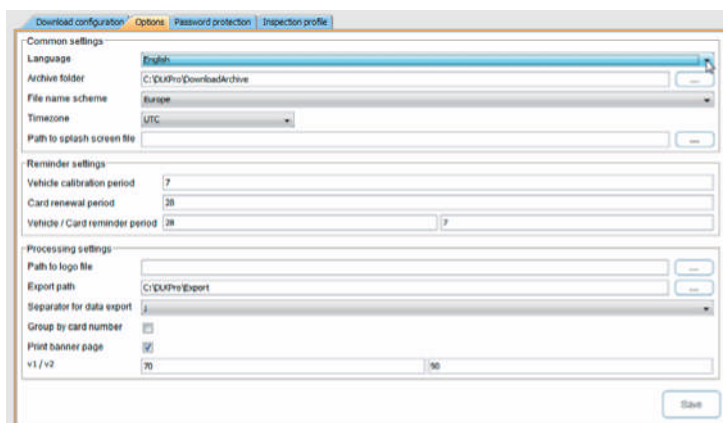 Download configuration Options Password protection Inspection profile
Common settings
Language English
Archive folder C:\DLKPro\DownloadArchive ...
File name scheme Europe
Timezone UTC
Path to splash screen file ...
Reminder settings
Vehicle calibration period 7
Card renewal period 28
Vehicle / Card reminder period 28 7
Processing settings
Path to logo file ...
Export path C:\DLKPro\Export ...
Separator for data export ;
Group by card number
Print banner page
v1 / v2 70 90
Save